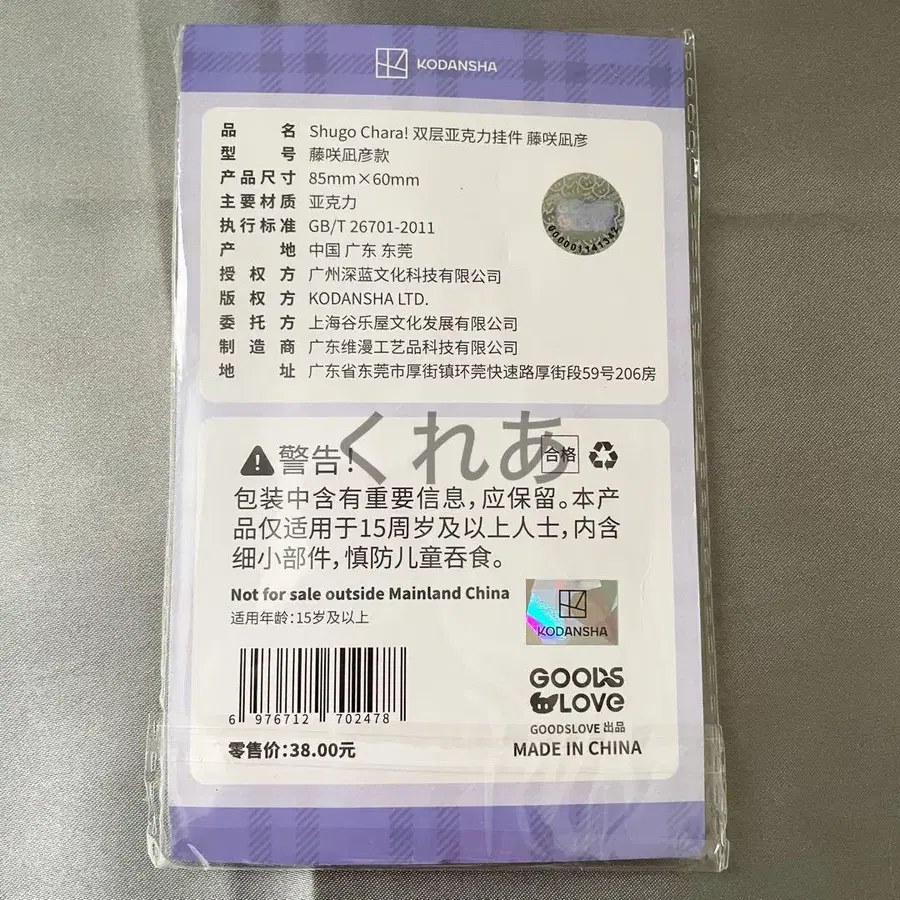 KODANSHA
品名 Shugo Chara! 双层亚克力挂件 藤咲凪彦
型号 藤咲凪彦款
产品尺寸 85mm×60mm
主要材质 亚克力
执行标准 GB/T 26701-2011
产地 中国 广东 东莞
授权方 广州深蓝文化科技有限公司
版权方 KODANSHA LTD.
委托方 上海谷乐屋文化发展有限公司
制造商 广东维漫工艺品科技有限公司
地址 广东省东莞市厚街镇环莞快速路厚街段59号206房
000001141342
警告!
くれあ
合格
包装中含有重要信息，应保留。本产
品仅适用于15周岁及以上人士，内含
细小部件，慎防儿童吞食。
Not for sale outside Mainland China
适用年龄:15岁及以上
KODANSHA
GOODS
LOVE
GOODSLOVE 出品
MADE IN CHINA
6 976712 702478
零售价:38.00元